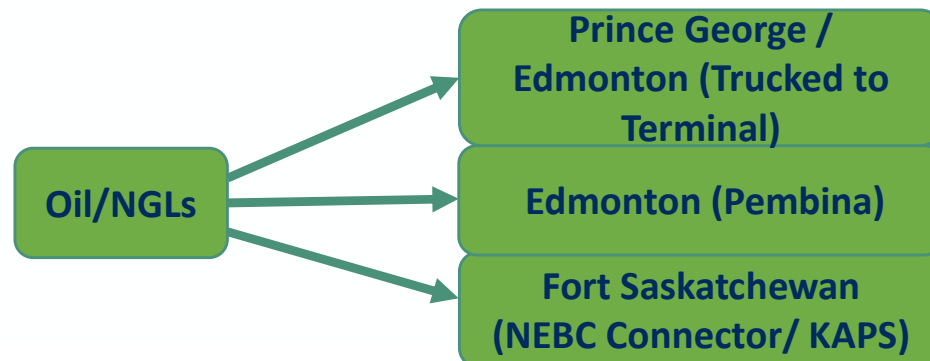 Prince George /
Edmonton (Trucked to
Terminal)
Oil/NGLs
Edmonton (Pembina)
Fort Saskatchewan
(NEBC Connector/ KAPS)